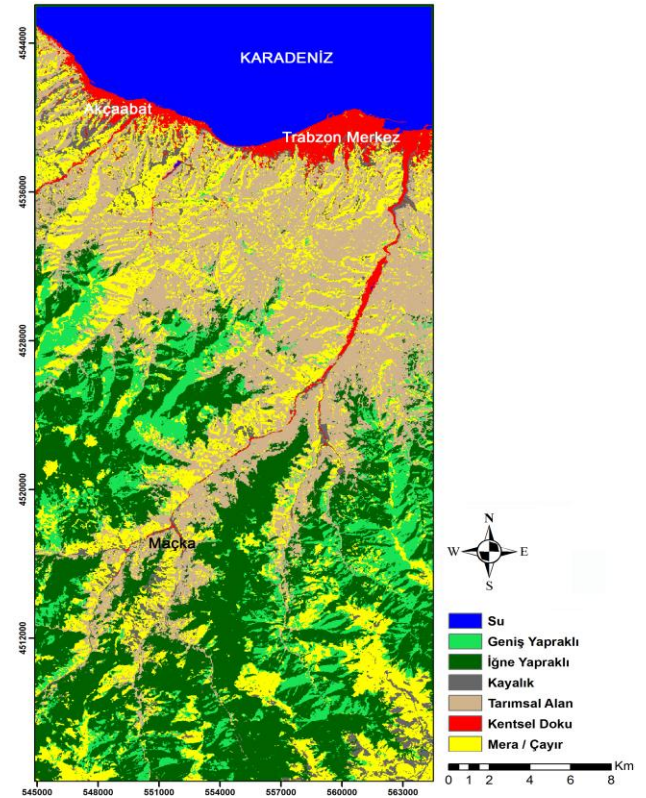 KARADENİZ
Akçaabat
Trabzon Merkez
Maçka
4544000
4536000
4528000
4520000
4512000
545000 548000 551000 554000 557000 560000 563000
N
W E
S
Su
Geniş Yapraklı
İğne Yapraklı
Kayalık
Tarımsal Alan
Kentsel Doku
Mera / Çayır
Km
0 1 2 4 6 8